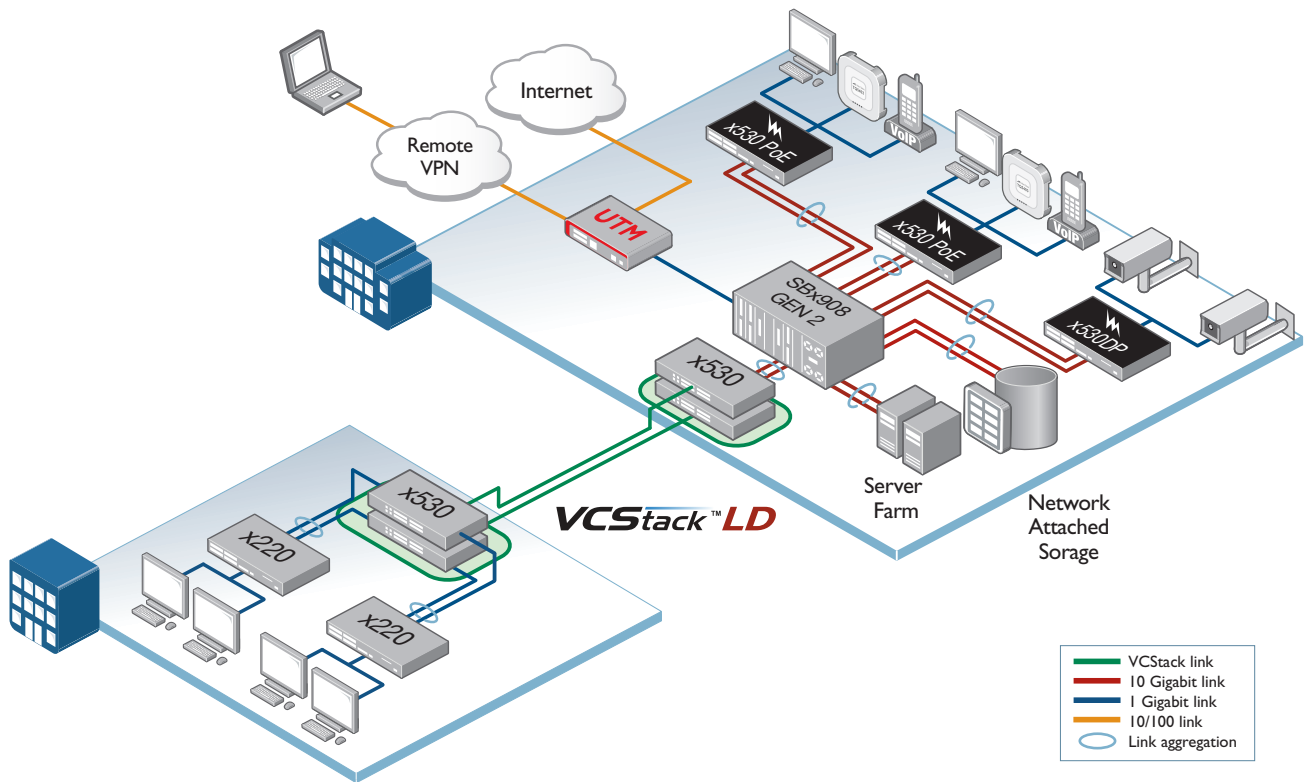 Internet
Remote
VPN
x530 PoE
VoIP
UTM
x530 PoE
VoIP
SBx908
GEN 2
x530DP
x530
x530
VCStack™LD
Server
Farm
Network
Attached
Sorage
x220
x220
VCStack link
10 Gigabit link
1 Gigabit link
10/100 link
Link aggregation